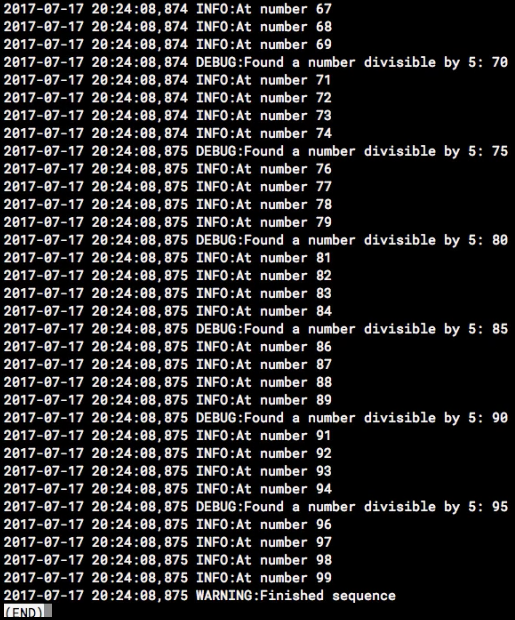 2017-07-17 20:24:08,874 INFO:At number 67
2017-07-17 20:24:08,874 INFO:At number 68
2017-07-17 20:24:08,874 INFO:At number 69
2017-07-17 20:24:08,874 DEBUG:Found a number divisible by 5: 70
2017-07-17 20:24:08,874 INFO:At number 71
2017-07-17 20:24:08,874 INFO:At number 72
2017-07-17 20:24:08,874 INFO:At number 73
2017-07-17 20:24:08,874 INFO:At number 74
2017-07-17 20:24:08,875 DEBUG:Found a number divisible by 5: 75
2017-07-17 20:24:08,875 INFO:At number 76
2017-07-17 20:24:08,875 INFO:At number 77
2017-07-17 20:24:08,875 INFO:At number 78
2017-07-17 20:24:08,875 INFO:At number 79
2017-07-17 20:24:08,875 DEBUG:Found a number divisible by 5: 80
2017-07-17 20:24:08,875 INFO:At number 81
2017-07-17 20:24:08,875 INFO:At number 82
2017-07-17 20:24:08,875 INFO:At number 83
2017-07-17 20:24:08,875 INFO:At number 84
2017-07-17 20:24:08,875 DEBUG:Found a number divisible by 5: 85
2017-07-17 20:24:08,875 INFO:At number 86
2017-07-17 20:24:08,875 INFO:At number 87
2017-07-17 20:24:08,875 INFO:At number 88
2017-07-17 20:24:08,875 INFO:At number 89
2017-07-17 20:24:08,875 DEBUG:Found a number divisible by 5: 90
2017-07-17 20:24:08,875 INFO:At number 91
2017-07-17 20:24:08,875 INFO:At number 92
2017-07-17 20:24:08,875 INFO:At number 93
2017-07-17 20:24:08,875 INFO:At number 94
2017-07-17 20:24:08,875 DEBUG:Found a number divisible by 5: 95
2017-07-17 20:24:08,875 INFO:At number 96
2017-07-17 20:24:08,875 INFO:At number 97
2017-07-17 20:24:08,875 INFO:At number 98
2017-07-17 20:24:08,875 INFO:At number 99
2017-07-17 20:24:08,875 WARNING:Finished sequence
(END)